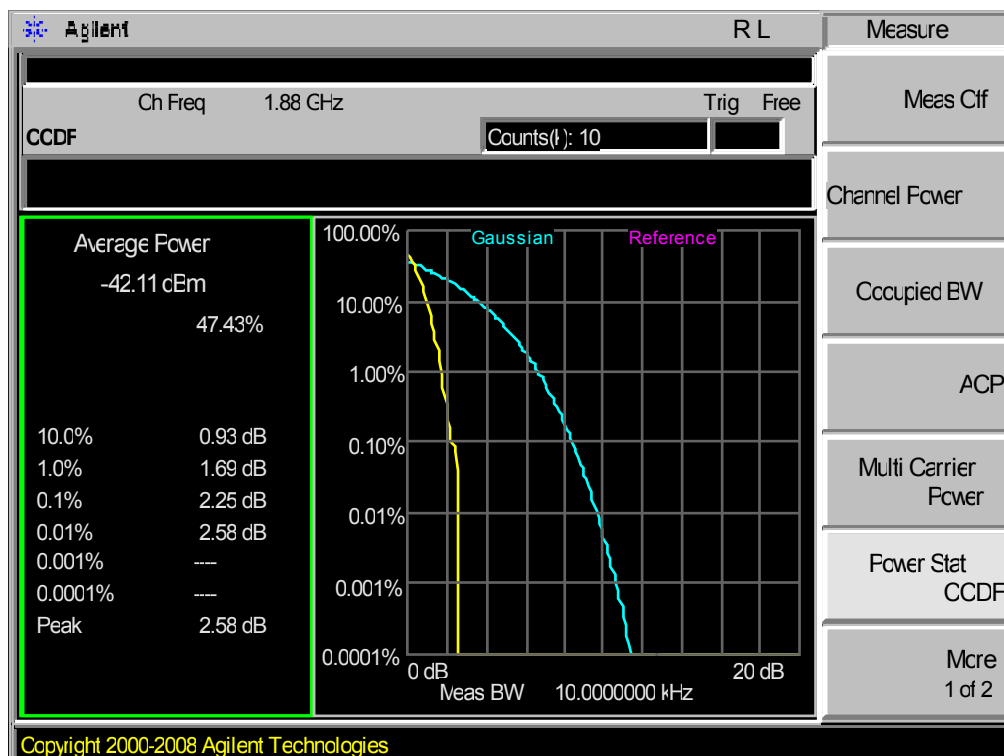 Agilent
R L
Ch Freq 1.88 GHz
Trig Free
CCDF
Counts(k): 10
Average Power
-42.11 dBm
47.43%
10.0% 0.93 dB
1.0% 1.69 dB
0.1% 2.25 dB
0.01% 2.58 dB
0.001% ----
0.0001% ----
Peak 2.58 dB
Gaussian
Reference
100.00%
10.00%
1.00%
0.10%
0.01%
0.001%
0.0001%
0 dB
20 dB
Meas BW 10.0000000 kHz
Measure
Meas Off
Channel Power
Occupied BW
ACP
Multi Carrier
Power
Power Stat
CCDF
More
1 of 2
Copyright 2000-2008 Agilent Technologies